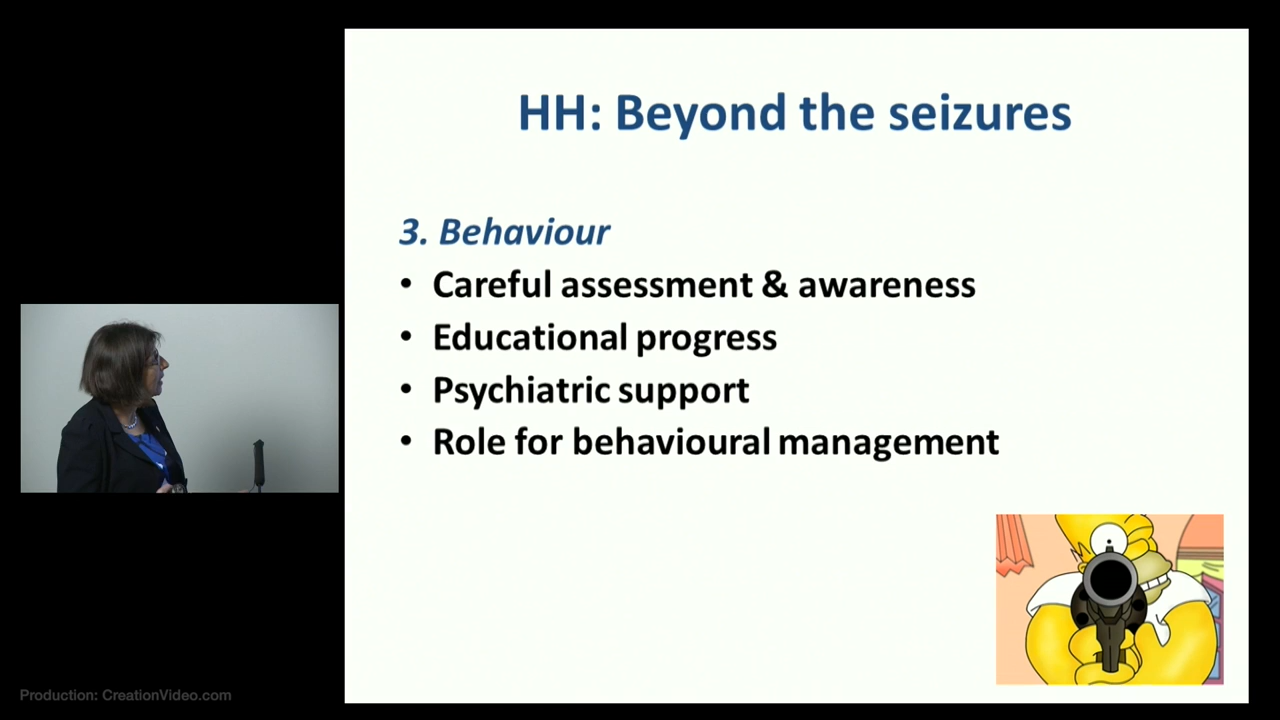 HH: Beyond the seizures
3. Behaviour
• Careful assessment & awareness
• Educational progress
• Psychiatric support
• Role for behavioural management
Production: CreationVideo.com